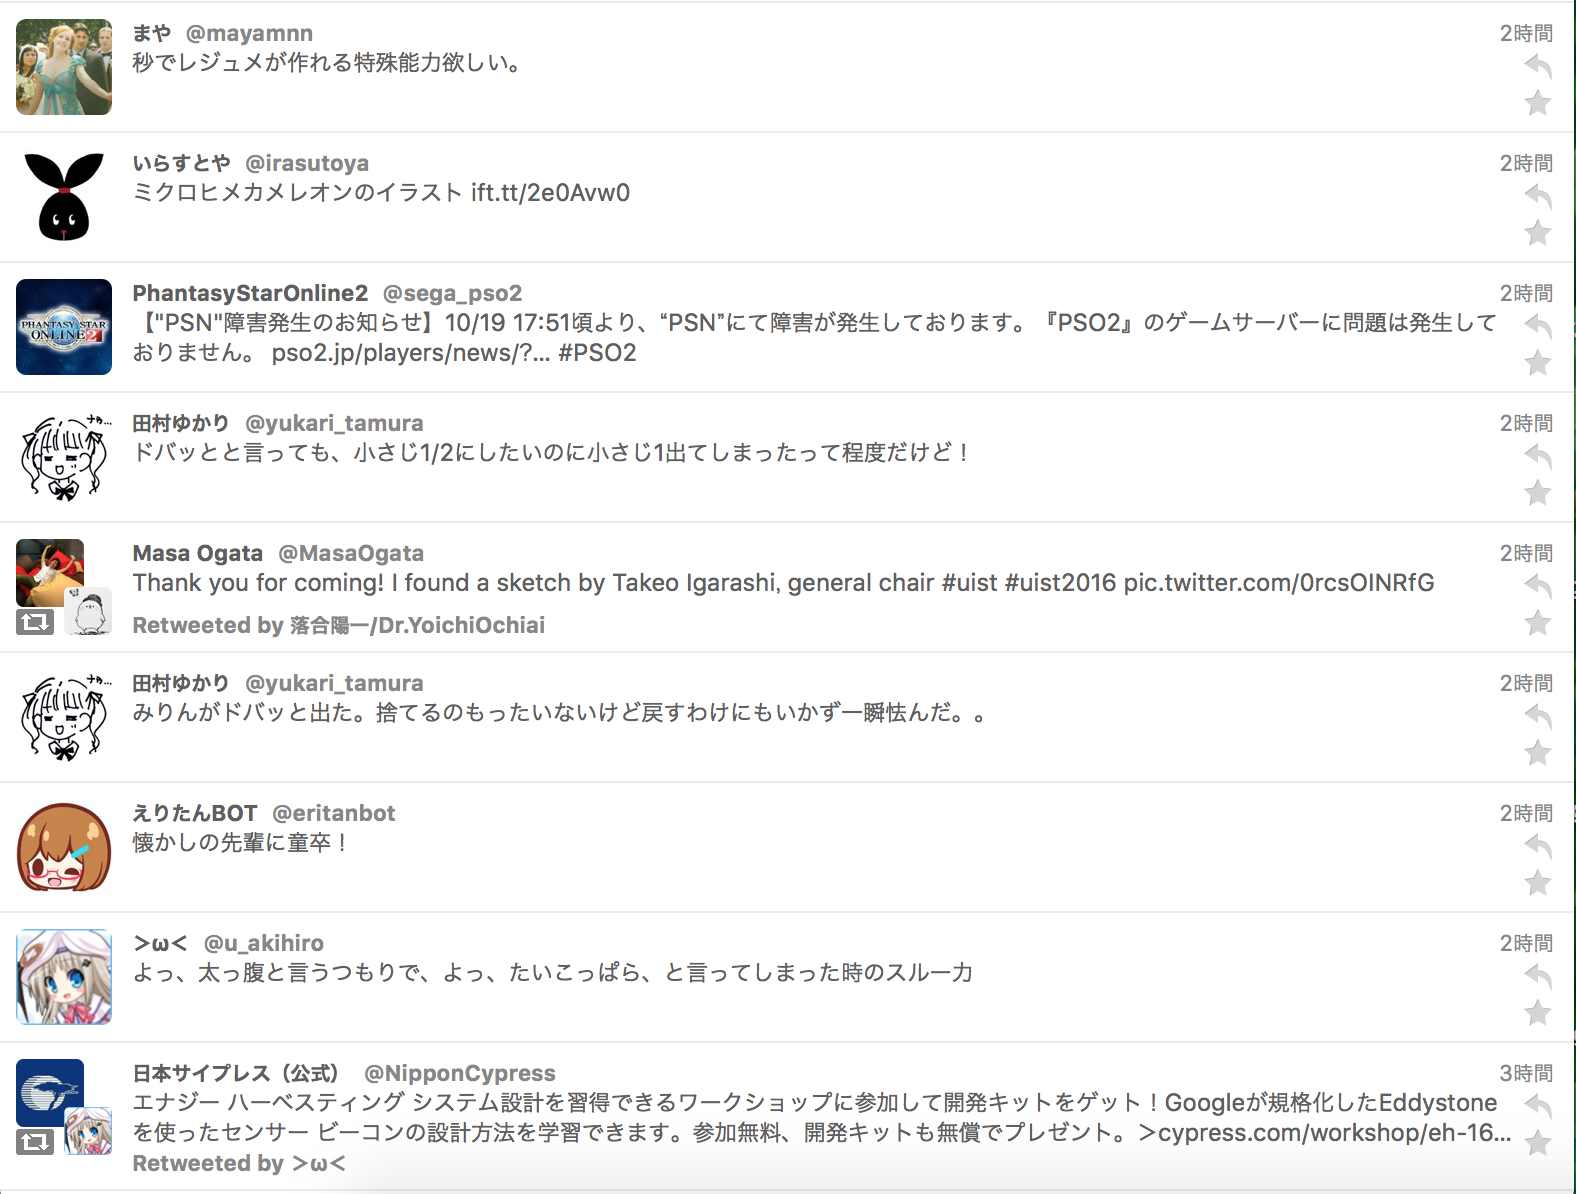 まや @mayamnn 2時間
秒でレジュメが作れる特殊能力欲しい。
いらすとや @irasutoya 2時間
ミクロヒメカメレオンのイラスト ift.tt/2e0Avw0
PhantasyStarOnline2 @sega_pso2 2時間
【"PSN"障害発生のお知らせ】10/19 17:51頃より、“PSN”にて障害が発生しております。『PSO2』のゲームサーバーに問題は発生して
おりません。 pso2.jp/players/news/?... #PSO2
PHANTASY STAR
ONLINE 2
田村ゆかり @yukari_tamura 2時間
ドバッとと言っても、小さじ1/2にしたいのに小さじ1出てしまったって程度だけど！
Masa Ogata @MasaOgata 2時間
Thank you for coming! I found a sketch by Takeo Igarashi, general chair #uist #uist2016 pic.twitter.com/0rcsOINRfG
Retweeted by 落合陽一/Dr.YoichiOchiai
田村ゆかり @yukari_tamura 2時間
みりんがドバッと出た。捨てるのもったいないけど戻すわけにもいかず一瞬怯んだ。。
えりたんBOT @eritanbot 2時間
懐かしの先輩に童卒！
＞ω＜ @u_akihiro 2時間
よっ、太っ腹と言うつもりで、よっ、たいこっぱら、と言ってしまった時のスルー力
日本サイプレス（公式） @NipponCypress 3時間
エナジー ハーベスティング システム設計を習得できるワークショップに参加して開発キットをゲット！Googleが規格化したEddystone
を使ったセンサー ビーコンの設計方法を学習できます。参加無料、開発キットも無償でプレゼント。＞cypress.com/workshop/eh-16...
Retweeted by ＞ω＜